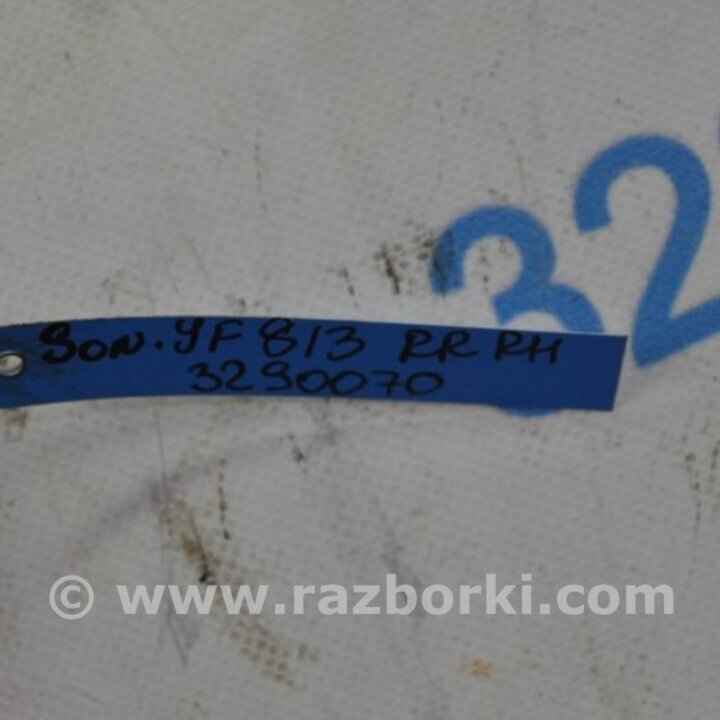 32
Son. YF 8/3 RR RH
3290070
© www.razborki.com